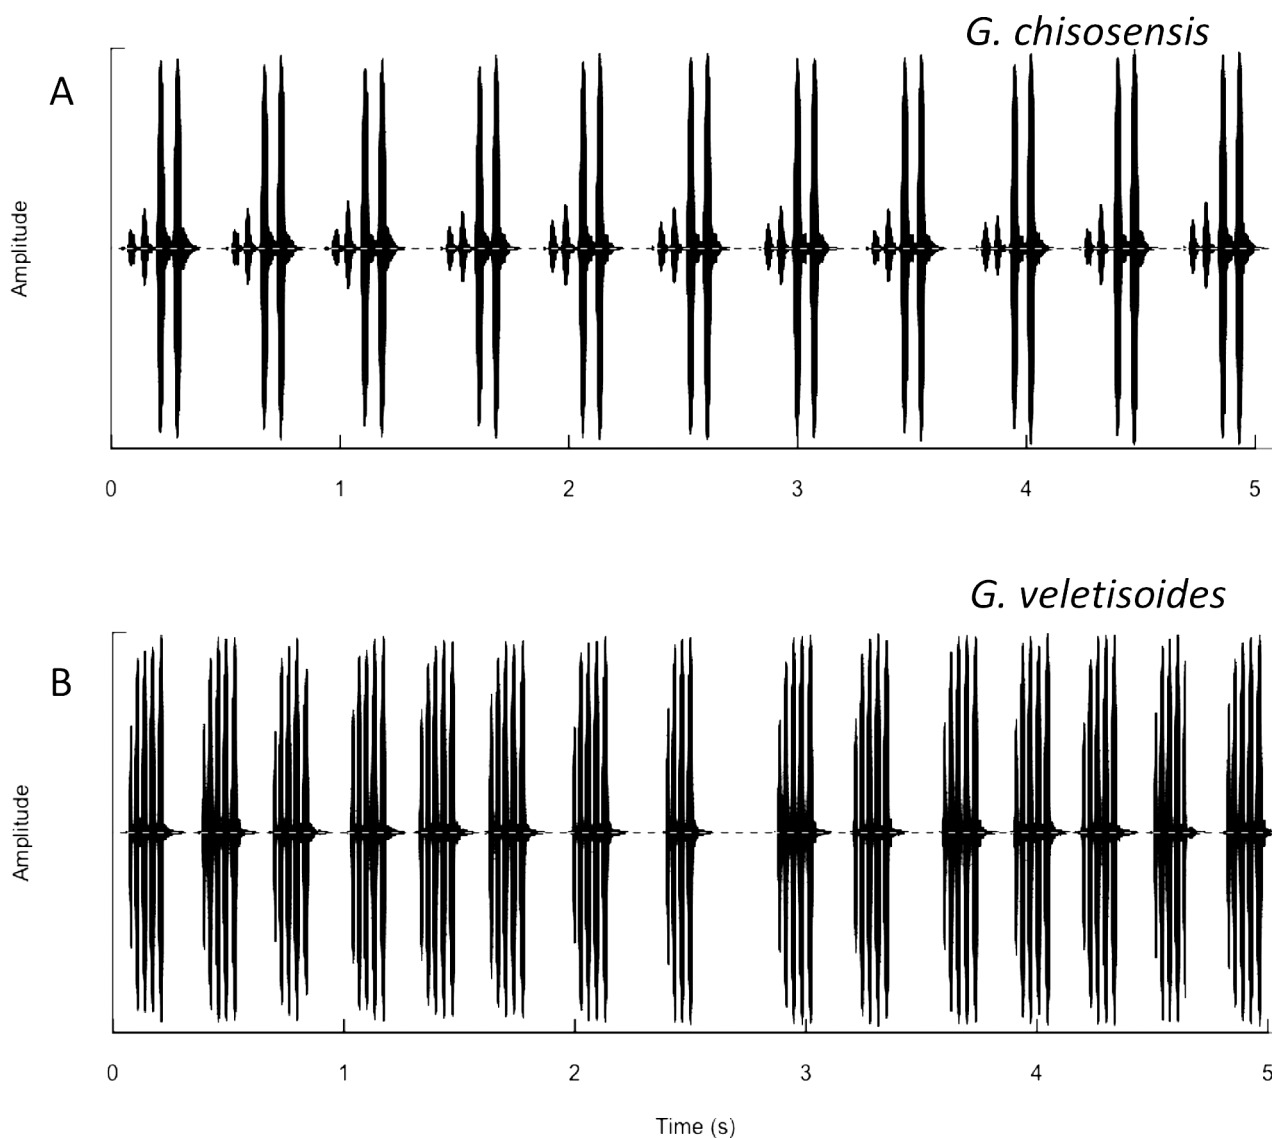 G. chisosensis
A
Amplitude
0 1 2 3 4 5
G. veletisoides
B
Amplitude
0 1 2 3 4 5
Time (s)